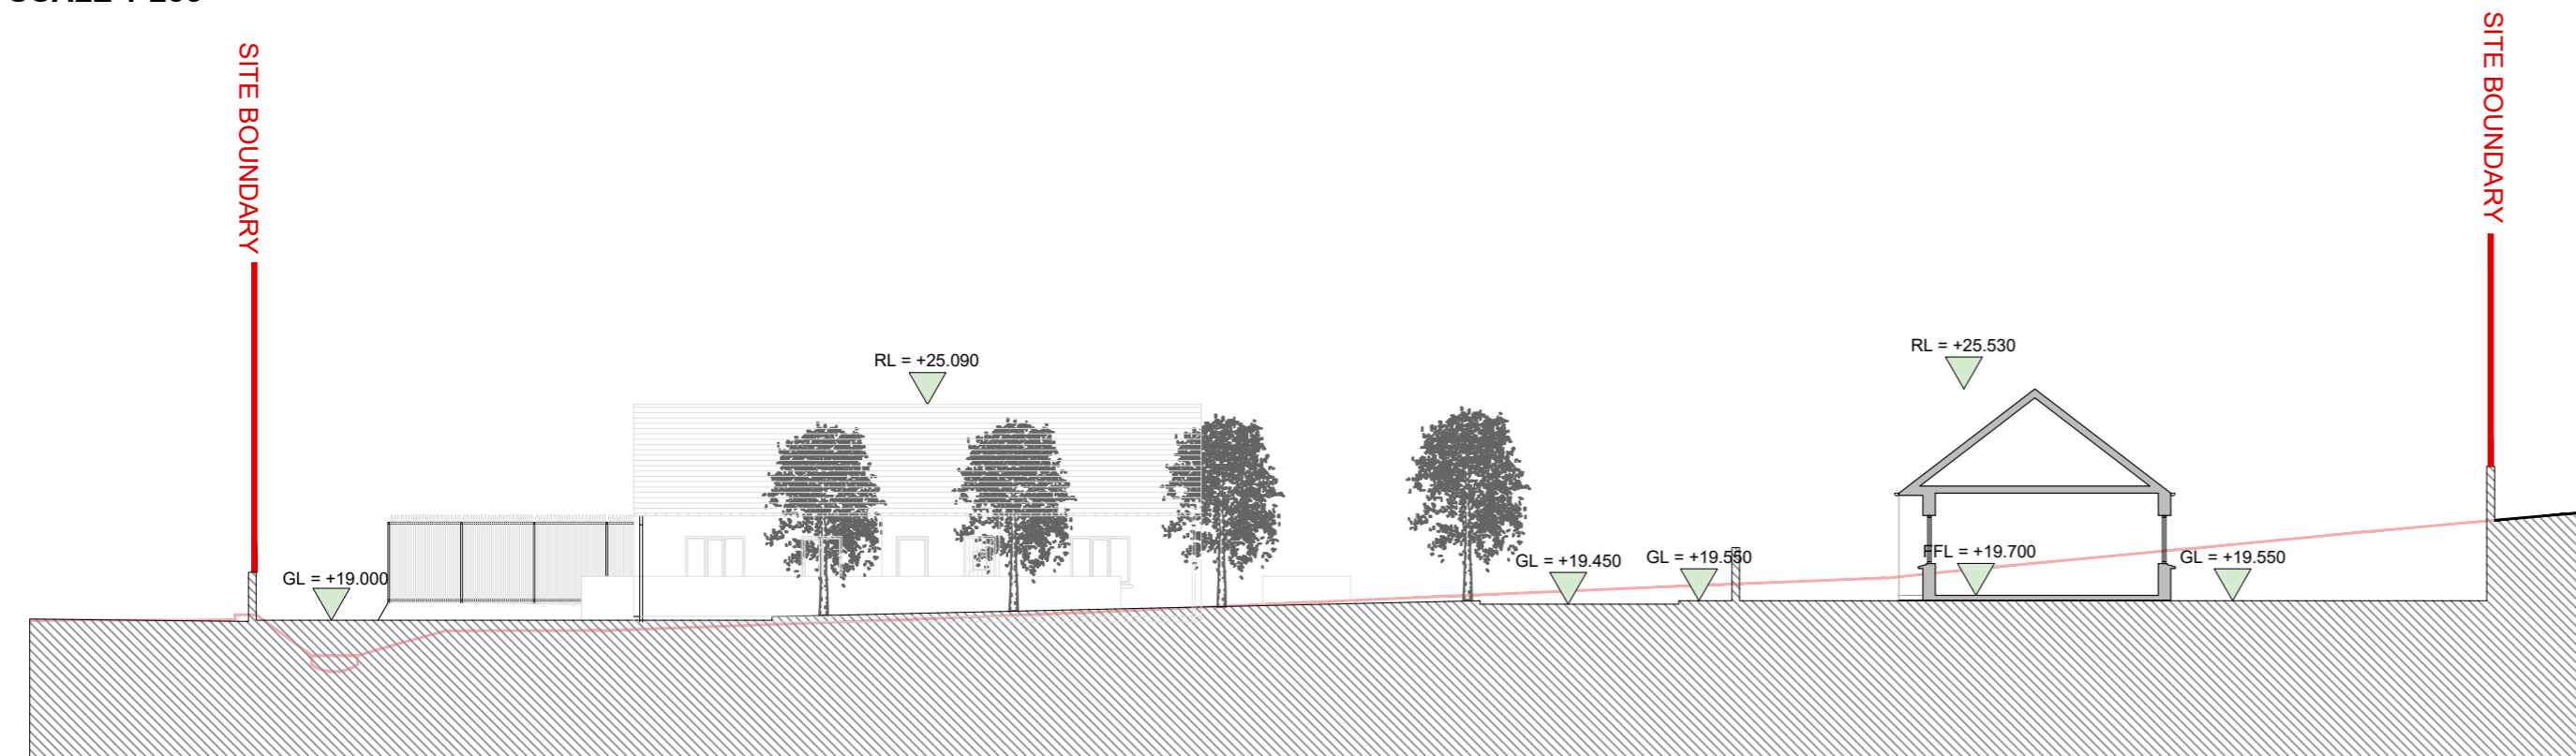 SITE BOUNDARY
SITE BOUNDARY
RL = +25.530
RL = +25.090
FFL = +19.700
GL = +19.550
GL = +19.550
GL = +19.450
GL = +19.000